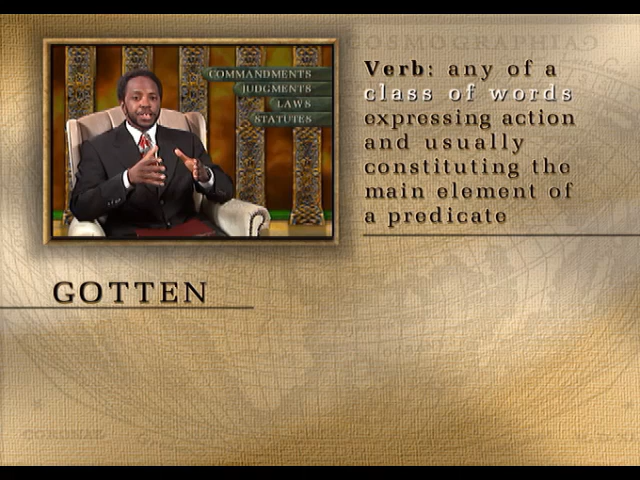 COSMOGRAPHIC
COMMANDMENTS
JUDGMENTS
LAWS
STATUTES
Verb: any of a
class of words
expressing action
and usually
constituting the
main element of
a predicate
GOTTEN